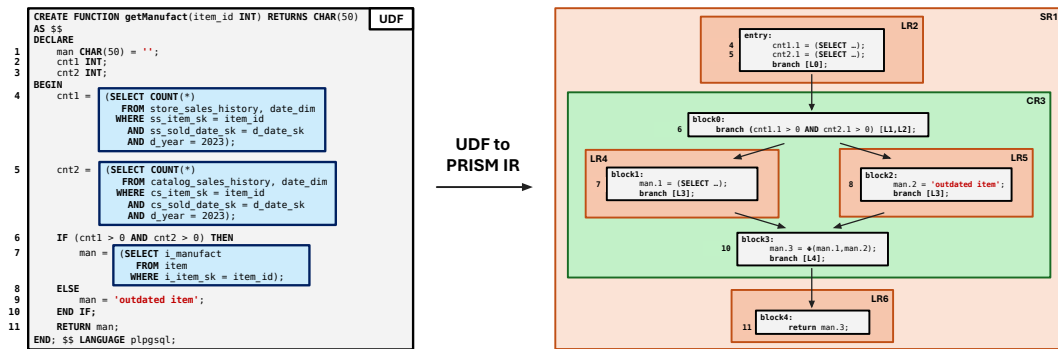 CREATE FUNCTION getManufact(item_id INT) RETURNS CHAR(50)
UDF
AS $$
DECLARE
1 man CHAR(50) = '';
2 cnt1 INT;
3 cnt2 INT;
BEGIN
4 cnt1 = (SELECT COUNT(*)
FROM store_sales_history, date_dim
WHERE ss_item_sk = item_id
AND ss_sold_date_sk = d_date_sk
AND d_year = 2023);
5 cnt2 = (SELECT COUNT(*)
FROM catalog_sales_history, date_dim
WHERE cs_item_sk = item_id
AND cs_sold_date_sk = d_date_sk
AND d_year = 2023);
6 IF (cnt1 > 0 AND cnt2 > 0) THEN
7 man = (SELECT i_manufact
FROM item
WHERE i_item_sk = item_id);
8 ELSE
9 man = 'outdated item';
10 END IF;
11 RETURN man;
END; $$ LANGUAGE plpgsql;
UDF to
PRISM IR
SR1
LR2
entry:
4 cnt1.1 = (SELECT …);
5 cnt2.1 = (SELECT …);
branch [L0];
CR3
block0:
6 branch (cnt1.1 > 0 AND cnt2.1 > 0) [L1,L2];
LR4
block1:
7 man.1 = (SELECT …);
branch [L3];
LR5
block2:
8 man.2 = 'outdated item';
branch [L3];
block3:
10 man.3 = Φ(man.1,man.2);
branch [L4];
LR6
block4:
11 return man.3;